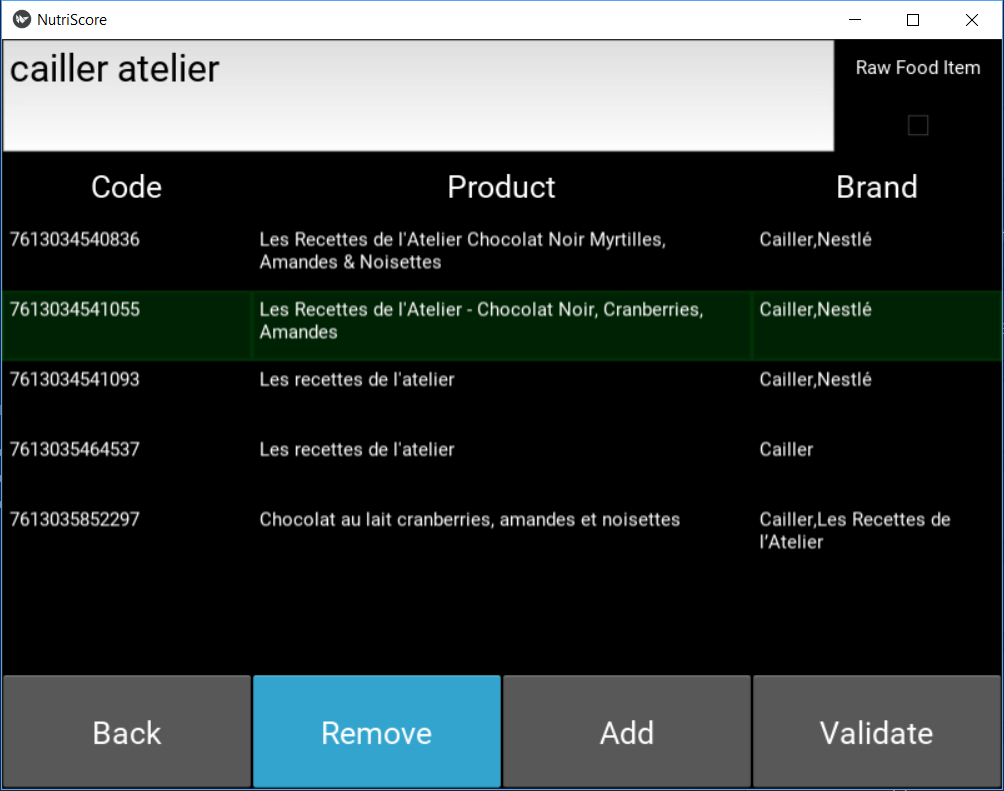 NutriScore
cailler atelier
Raw Food Item
Code Product Brand
7613034540836 Les Recettes de l'Atelier Chocolat Noir Myrtilles, Cailler,Nestlé
Amandes & Noisettes
7613034541055 Les Recettes de l'Atelier - Chocolat Noir, Cranberries, Cailler,Nestlé
Amandes
7613034541093 Les recettes de l'atelier Cailler,Nestlé
7613035464537 Les recettes de l'atelier Cailler
7613035852297 Chocolat au lait cranberries, amandes et noisettes Cailler,Les Recettes de
l’Atelier
Back Remove Add Validate